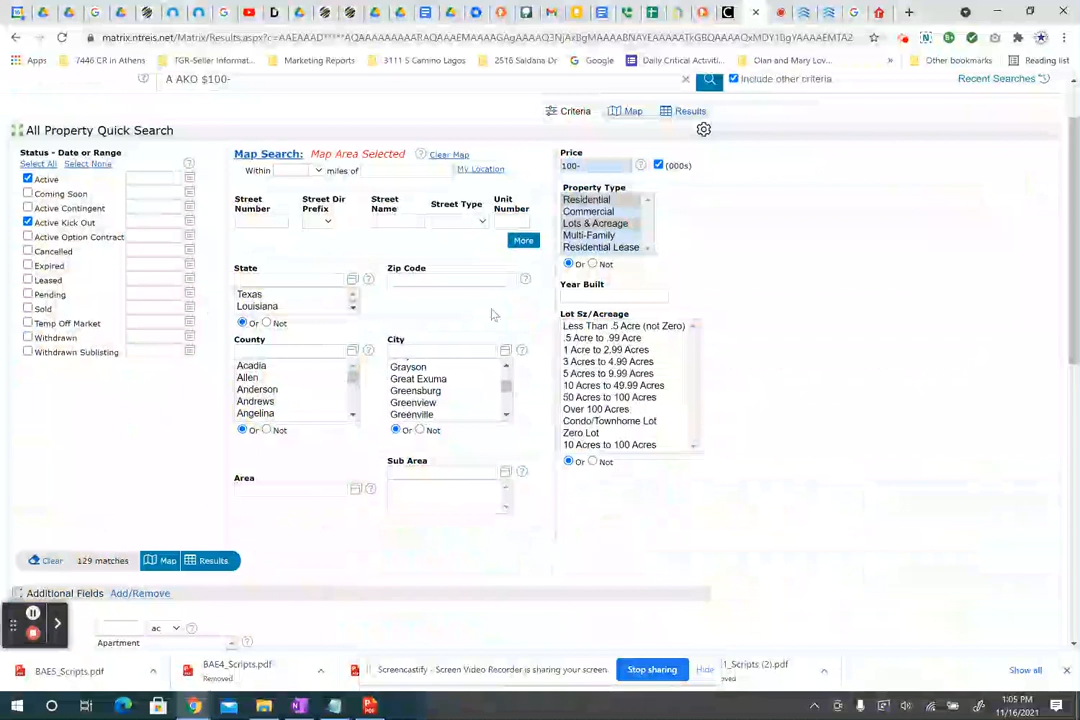 matrix.ntreis.net/Matrix/Results.aspx?c=AAEAAAD*****AQAAAAAAAAARAQAAAEMAAAAGAgAAAAQ3NjAxBgMAAAABNAYEAAAAATkGBQAAAAQxMDY1BgYAAAAEMTA2
Apps 7446 CR in Athens TGR-Seller Informat... Marketing Reports 3111 S Camino Lagos 2516 Saldana Dr Google Daily Critical Activiti... Olan and Mary Lov... » Other bookmarks Reading list
A AKO $100- Include other criteria Recent Searches
Criteria Map Results
All Property Quick Search
Status - Date or Range
Select All Select None
Active
Coming Soon
Active Contingent
Active Kick Out
Active Option Contract
Cancelled
Expired
Leased
Pending
Sold
Temp Off Market
Withdrawn
Withdrawn Sublisting
Map Search: Map Area Selected Clear Map
Within miles of My Location
Street Number Street Dir Prefix Street Name Street Type Unit Number
More
State
Texas
Louisiana
Or Not
Zip Code
County
Acadia
Allen
Anderson
Andrews
Angelina
Or Not
City
Grayson
Great Exuma
Greensburg
Greenview
Greenville
Or Not
Area
Sub Area
Price
100- (000s)
Property Type
Residential
Commercial
Lots & Acreage
Multi-Family
Residential Lease
Or Not
Year Built
Lot Sz/Acreage
Less Than .5 Acre (not Zero)
.5 Acre to .99 Acre
1 Acre to 2.99 Acres
3 Acres to 4.99 Acres
5 Acres to 9.99 Acres
10 Acres to 49.99 Acres
50 Acres to 100 Acres
Over 100 Acres
Condo/Townhome Lot
Zero Lot
10 Acres to 100 Acres
Or Not
Clear 129 matches Map Results
Additional Fields Add/Remove
ac
Apartment
BAE5_Scripts.pdf
BAE4_Scripts.pdf
Removed
Screencastify - Screen Video Recorder is sharing your screen. Stop sharing Hide
1_Scripts (2).pdf
Show all
1:05 PM
11/16/2021